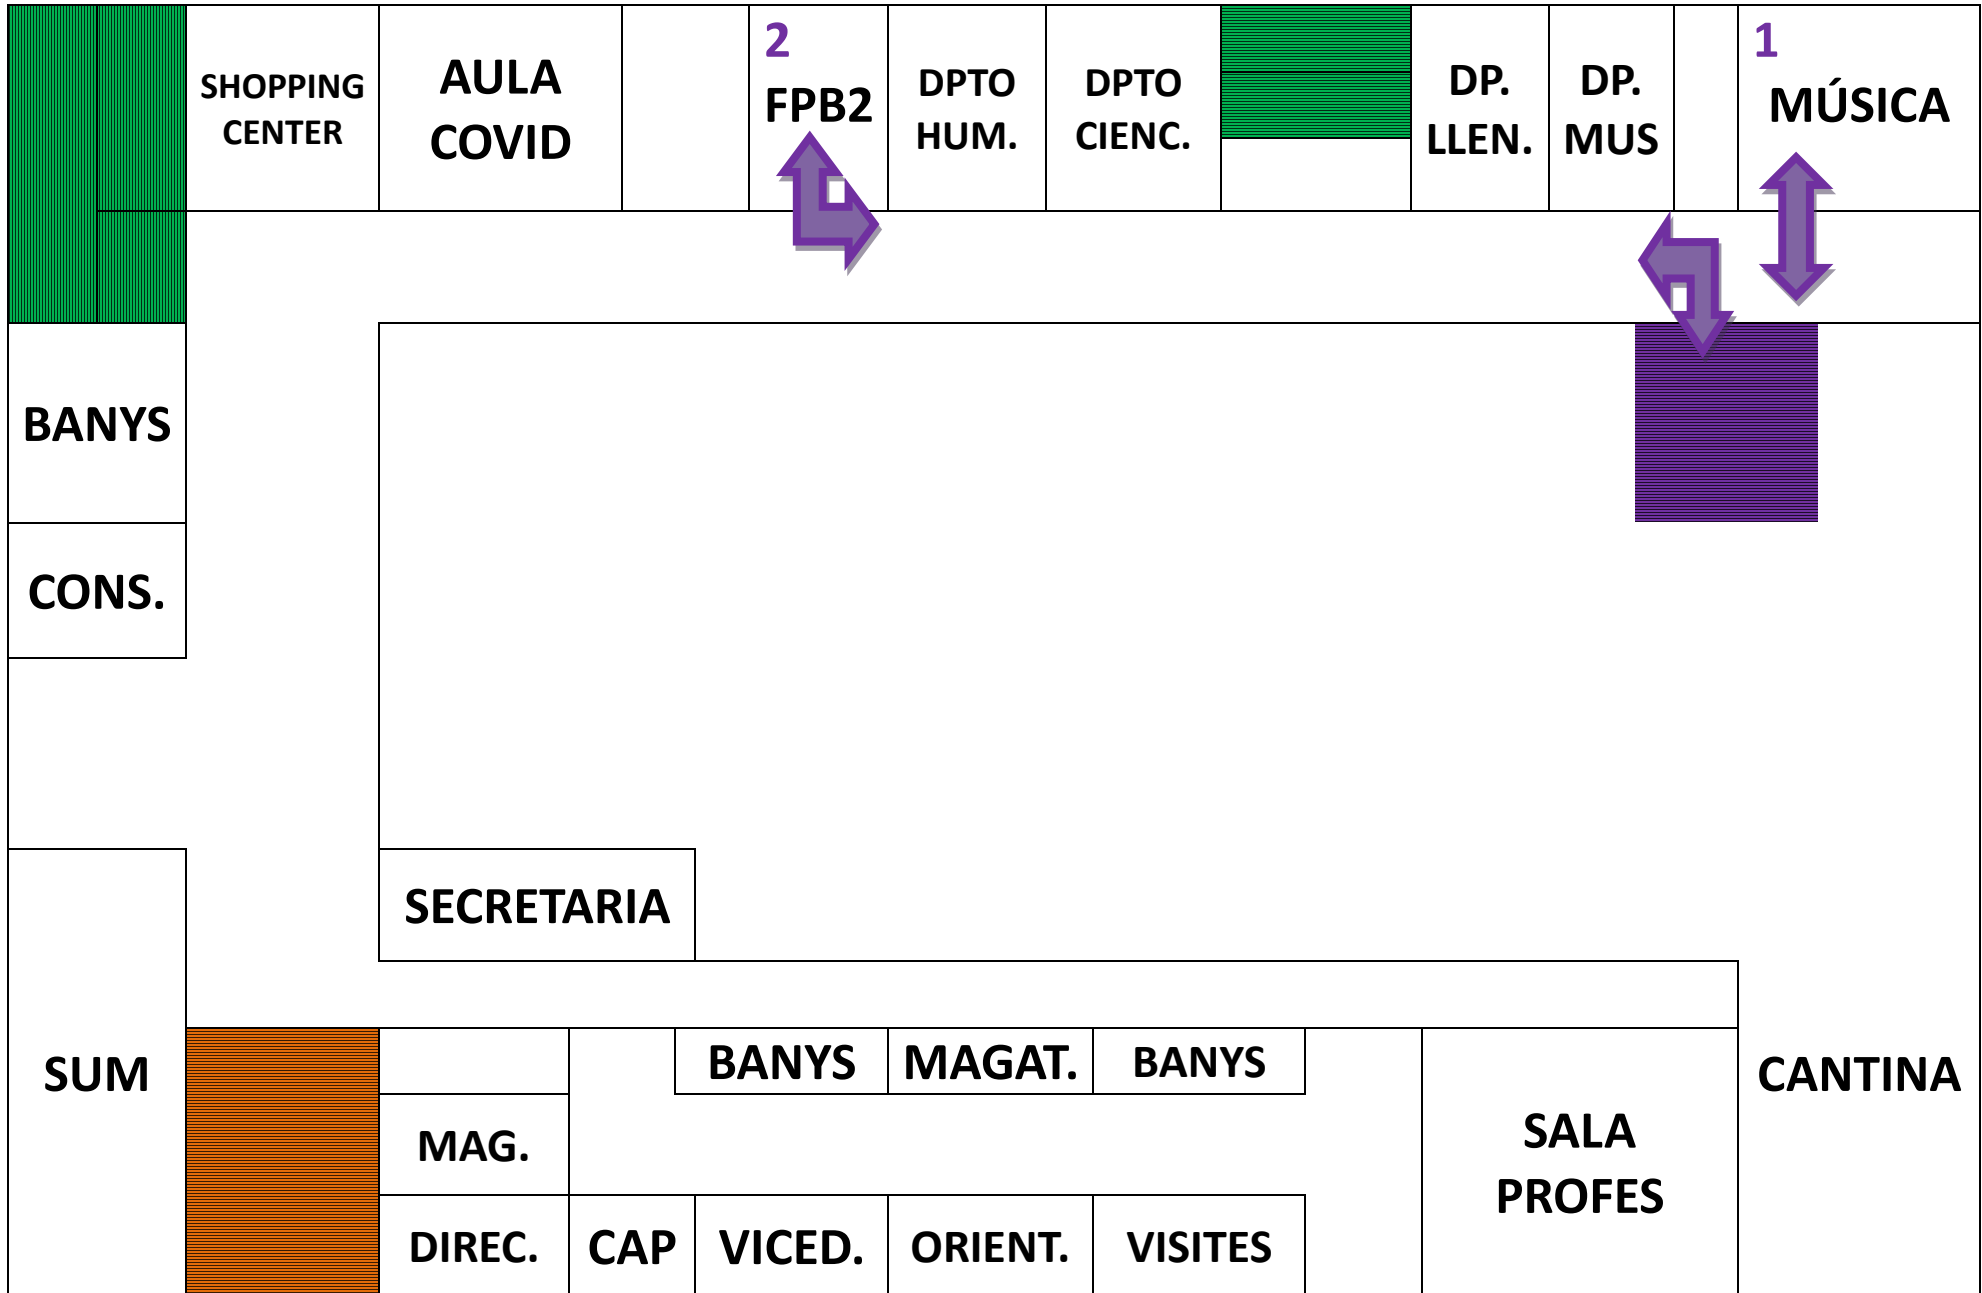 SHOPPING
CENTER
AULA
COVID
2
FPB2
DPTO
HUM.
DPTO
CIENC.
DP.
LLEN.
DP.
MUS
1
MÚSICA
BANYS
CONS.
SECRETARIA
SUM
BANYS
MAGAT.
BANYS
CANTINA
MAG.
SALA
PROFES
DIREC.
CAP
VICED.
ORIENT.
VISITES